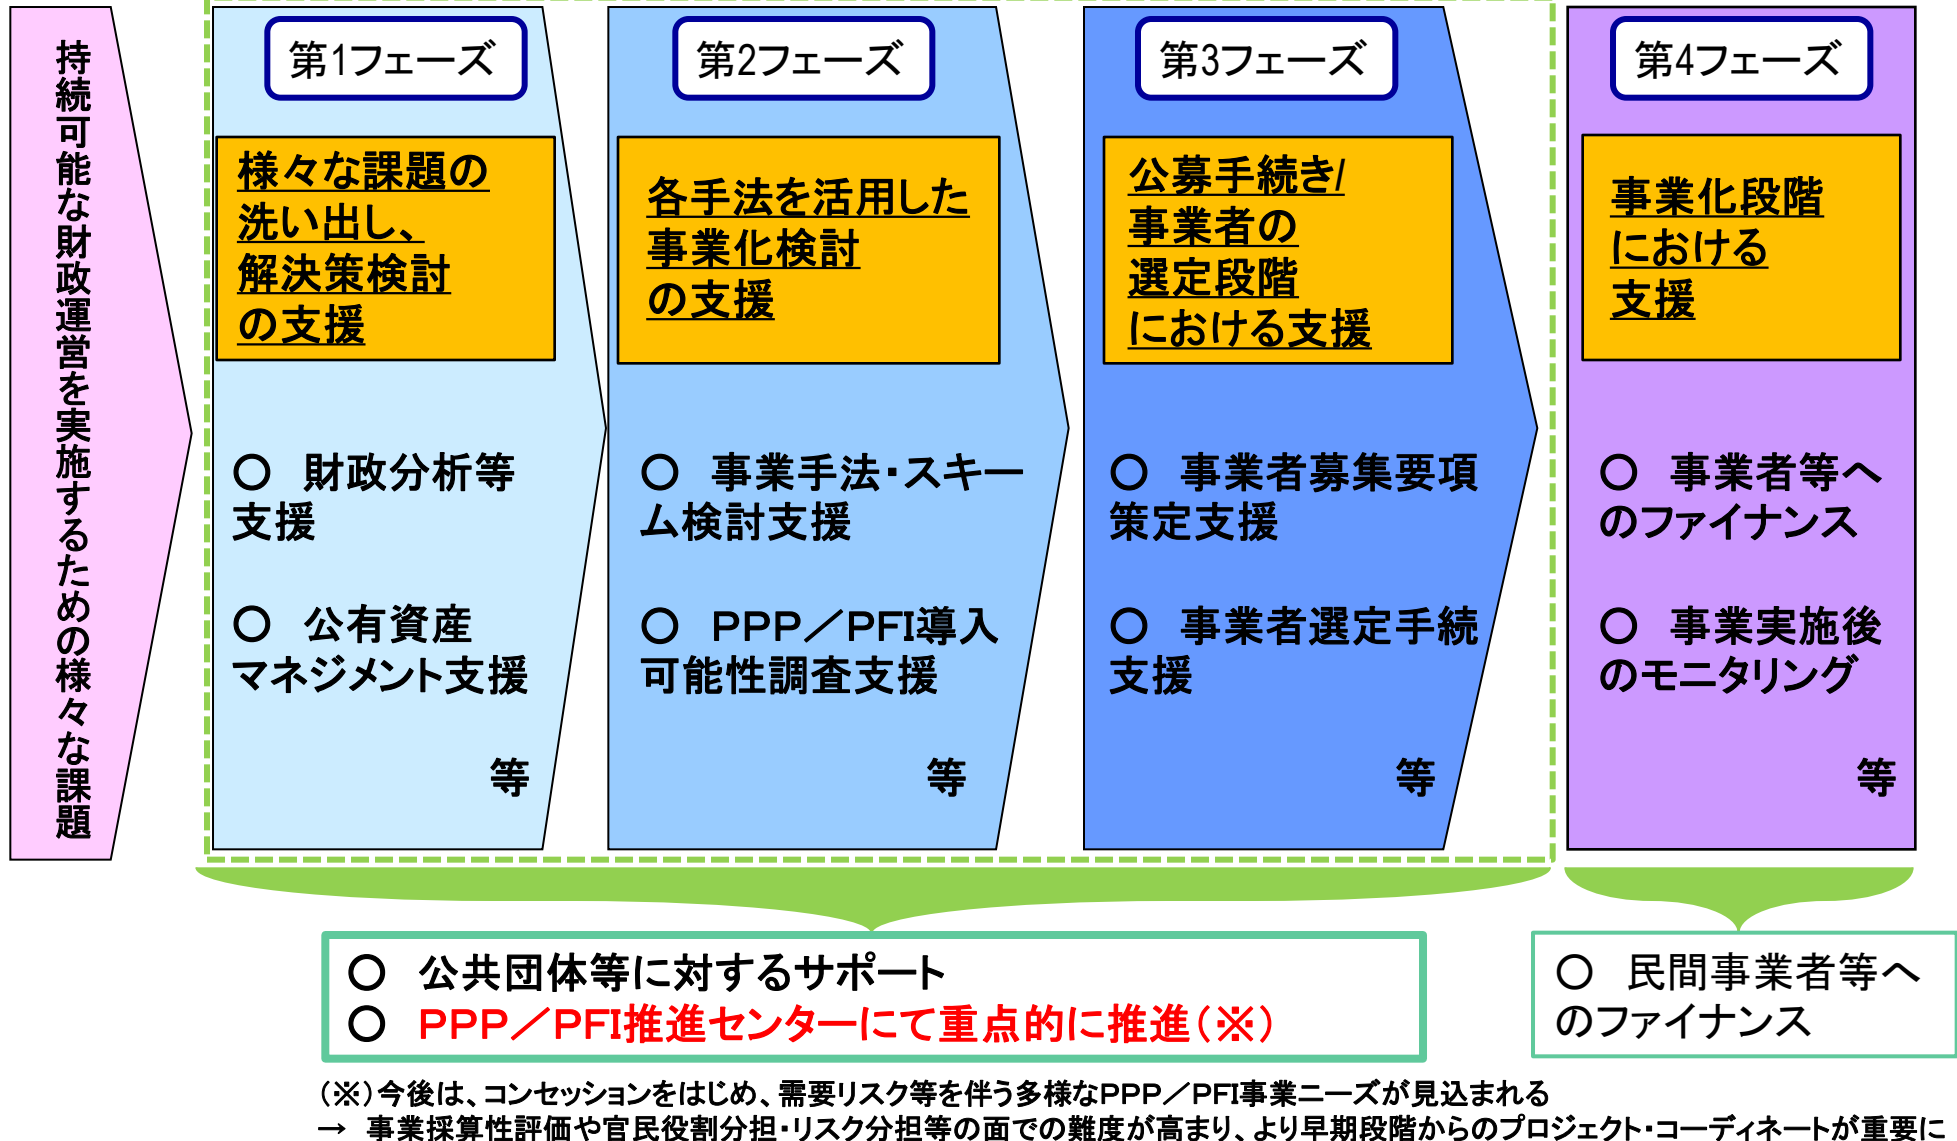 持続可能な財政運営を実施するための様々な課題
第1フェーズ
様々な課題の
洗い出し、
解決策検討
の支援
○ 財政分析等
支援
○ 公有資産
マネジメント支援
等
第2フェーズ
各手法を活用した
事業化検討
の支援
○ 事業手法・スキー
ム検討支援
○ PPP／PFI導入
可能性調査支援
等
第3フェーズ
公募手続き/
事業者の
選定段階
における支援
○ 事業者募集要項
策定支援
○ 事業者選定手続
支援
等
第4フェーズ
事業化段階
における
支援
○ 事業者等へ
のファイナンス
○ 事業実施後
のモニタリング
等
○ 公共団体等に対するサポート
○ PPP／PFI推進センターにて重点的に推進（※）
○ 民間事業者等へ
のファイナンス
（※）今後は、コンセッションをはじめ、需要リスク等を伴う多様なPPP／PFI事業ニーズが見込まれる
→ 事業採算性評価や官民役割分担・リスク分担等の面での難度が高まり、より早期段階からのプロジェクト・コーディネートが重要に